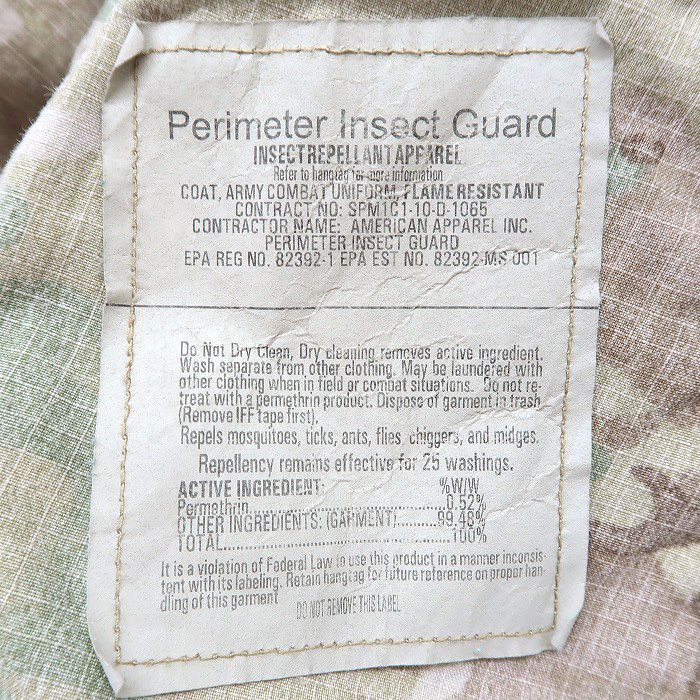 Perimeter Insect Guard
INSECT REPELLANT APPAREL
Refer to hangtag for more information
COAT, ARMY COMBAT UNIFORM, FLAME RESISTANT
CONTRACT NO: SPM1C1-10-D-1065
CONTRACTOR NAME: AMERICAN APPAREL INC.
PERIMETER INSECT GUARD
EPA REG NO. 82392-1 EPA EST NO. 82392-MS 001
Do Not Dry Clean, Dry cleaning removes active ingredient.
Wash separate from other clothing. May be laundered with
other clothing when in field or combat situations. Do not re-
treat with a permethrin product. Dispose of garment in trash
(Remove IFF tape first).
Repels mosquitoes, ticks, ants, flies, chiggers, and midges.
Repellency remains effective for 25 washings.
ACTIVE INGREDIENT: %W/W
Permethrin..............................0.52%
OTHER INGREDIENTS: (GARMENT).......99.48%
TOTAL.....................................100%
It is a violation of Federal Law to use this product in a manner inconsis-
tent with its labeling. Retain hangtag for future reference on proper han-
dling of this garment
DO NOT REMOVE THIS LABEL